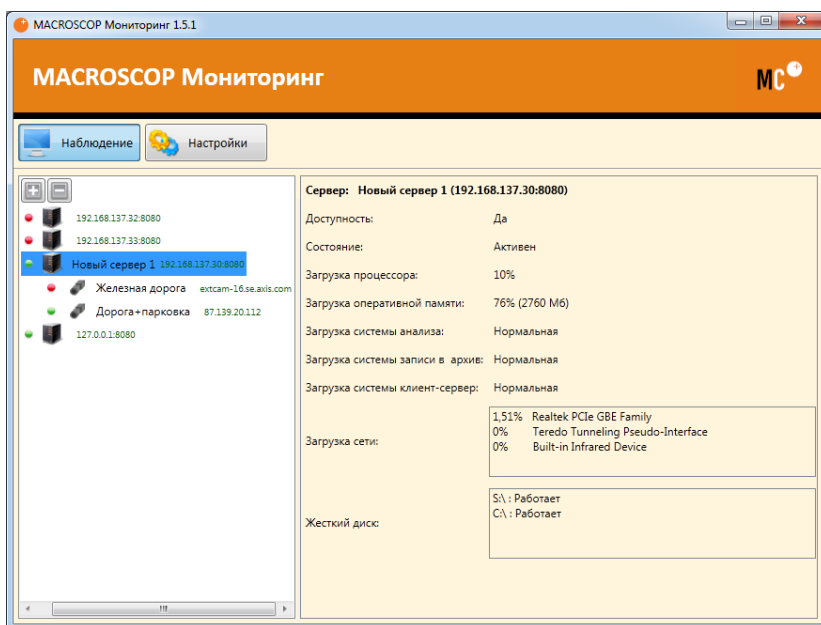 MACROSCOP Мониторинг 1.5.1
MACROSCOP Мониторинг
MC
Наблюдение
Настройки
192.168.137.32:8080
192.168.137.33:8080
Новый сервер 1 192.168.137.30:8080
Железная дорога extcam-16.se.axis.com
Дорога+парковка 87.139.20.112
127.0.0.1:8080
Сервер: Новый сервер 1 (192.168.137.30:8080)
Доступность: Да
Состояние: Активен
Загрузка процессора: 10%
Загрузка оперативной памяти: 76% (2760 Мб)
Загрузка системы анализа: Нормальная
Загрузка системы записи в архив: Нормальная
Загрузка системы клиент-сервер: Нормальная
Загрузка сети:
1,51% Realtek PCIe GBE Family
0% Teredo Tunneling Pseudo-Interface
0% Built-in Infrared Device
Жесткий диск:
S:\ : Работает
C:\ : Работает